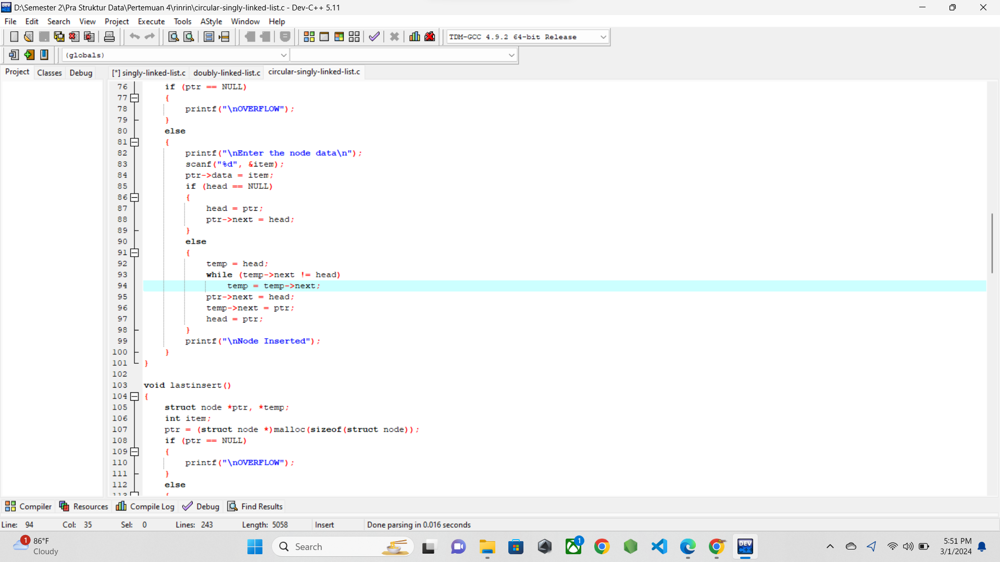 D:\Semester 2\Pra Struktur Data\Pertemuan 4\rinrin\circular-singly-linked-list.c - Dev-C++ 5.11
File Edit Search View Project Execute Tools AStyle Window Help
TDM-GCC 4.9.2 64-bit Release
(globals)
Project Classes Debug [*] singly-linked-list.c doubly-linked-list.c circular-singly-linked-list.c
76 if (ptr == NULL)
77 {
78 printf("\nOVERFLOW");
79 }
80 else
81 {
82 printf("\nEnter the node data\n");
83 scanf("%d", &item);
84 ptr->data = item;
85 if (head == NULL)
86 {
87 head = ptr;
88 ptr->next = head;
89 }
90 else
91 {
92 temp = head;
93 while (temp->next != head)
94 temp = temp->next;
95 ptr->next = head;
96 temp->next = ptr;
97 head = ptr;
98 }
99 printf("\nNode Inserted");
100 }
101 }
102
103 void lastinsert()
104 {
105 struct node *ptr, *temp;
106 int item;
107 ptr = (struct node *)malloc(sizeof(struct node));
108 if (ptr == NULL)
109 {
110 printf("\nOVERFLOW");
111 }
112 else
113 {
Compiler Resources Compile Log Debug Find Results
Line: 94 Col: 35 Sel: 0 Lines: 243 Length: 5058 Insert Done parsing in 0.016 seconds
1 86°F
Cloudy
Search
1
DEV C++
5:51 PM
3/1/2024